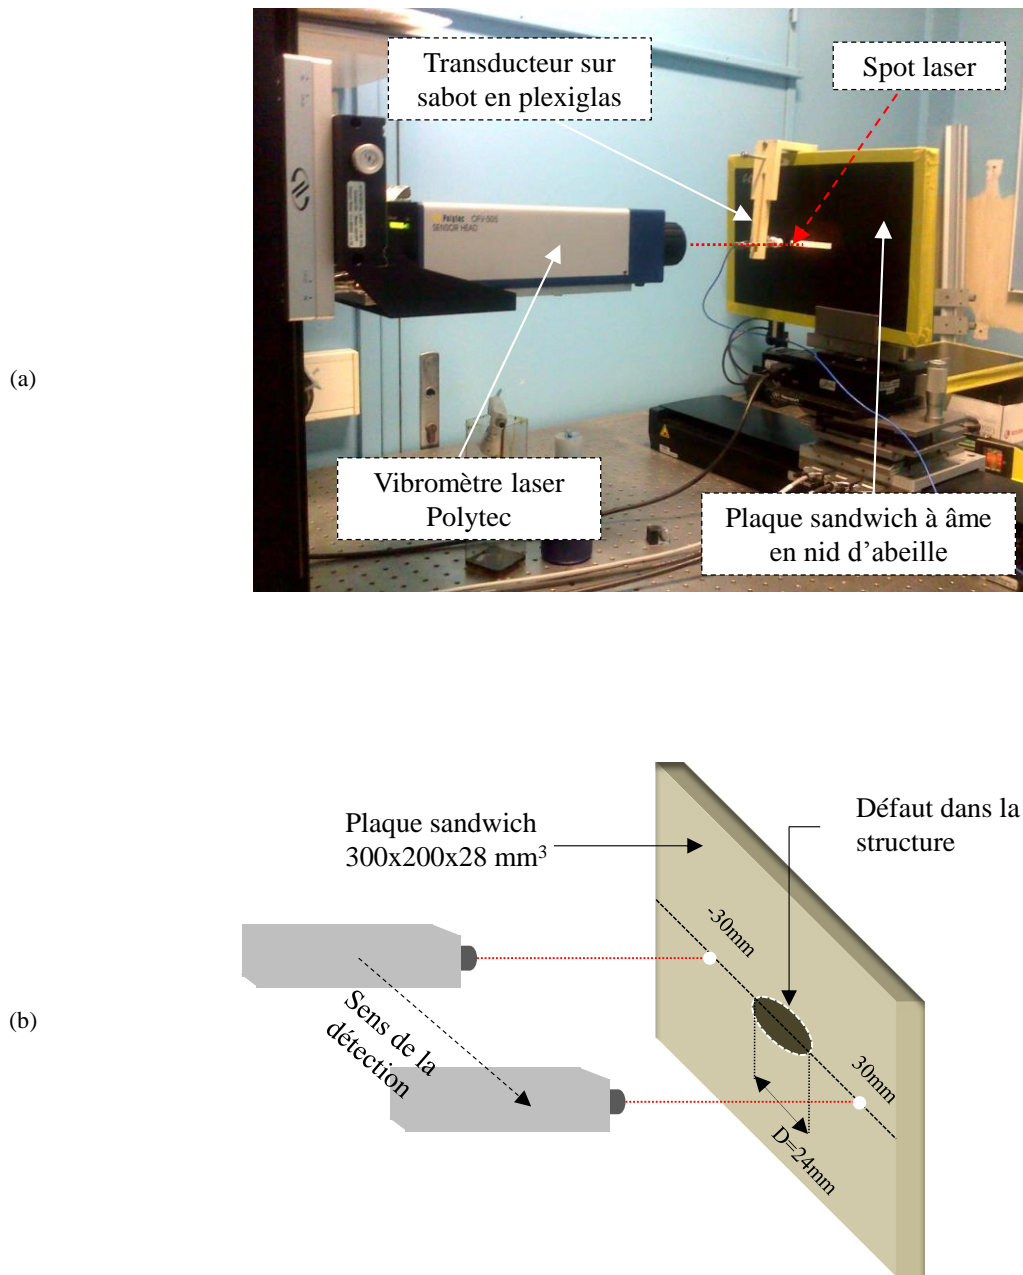 Transducteur sur
sabot en plexiglas
Spot laser
Polytec OFV-505
SENSOR HEAD
(a)
Vibromètre laser
Polytec
Plaque sandwich à âme
en nid d’abeille
Plaque sandwich
300x200x28 mm³
Défaut dans la
structure
-30mm
(b)
Sens de la
détection
30mm
D=24mm